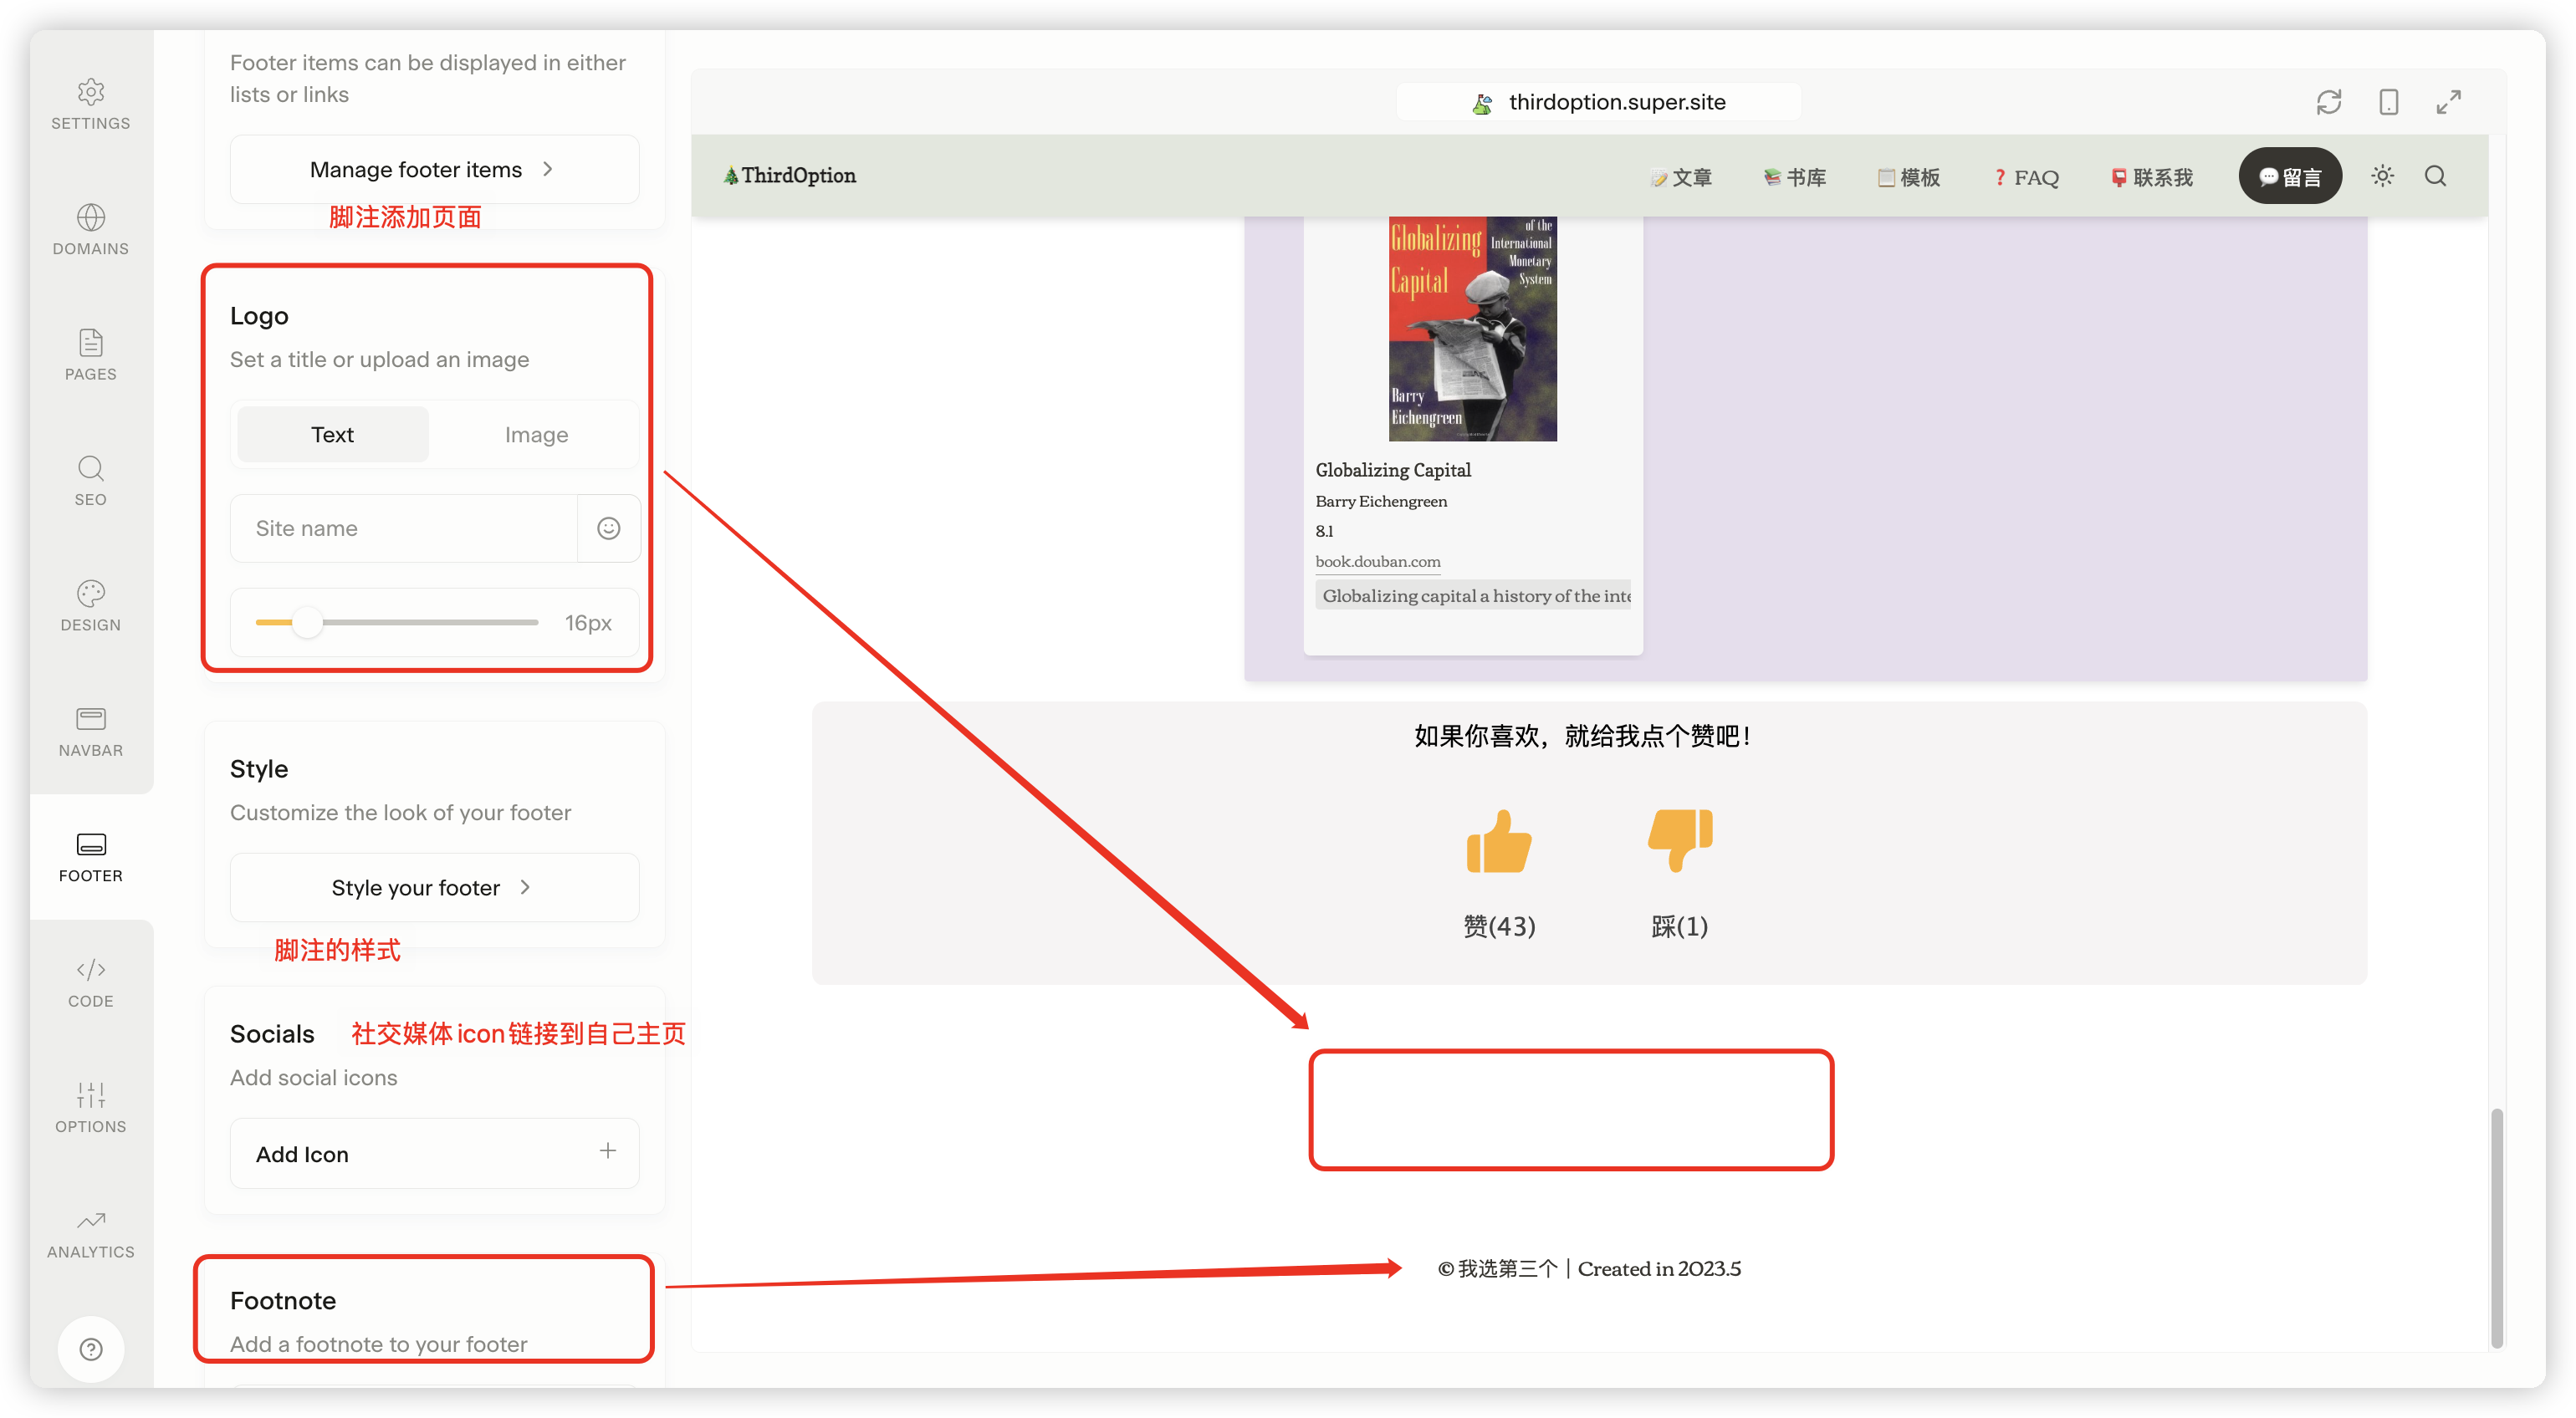 SETTINGS
DOMAINS
PAGES
SEO
DESIGN
NAVBAR
FOOTER
CODE
OPTIONS
ANALYTICS
Footer items can be displayed in either
lists or links
Manage footer items
脚注添加页面
Logo
Set a title or upload an image
Text
Image
Site name
16px
Style
Customize the look of your footer
Style your footer
脚注的样式
Socials
社交媒体icon链接到自己主页
Add social icons
Add Icon
Footnote
Add a footnote to your footer
thirdoption.super.site
🌲ThirdOption
📝文章
📚书库
📋模板
❓FAQ
📮联系我
💬留言
Globalizing
Capital
of the
International
Monetary
System
Barry
Eichengreen
Globalizing Capital
Barry Eichengreen
8.1
book.douban.com
Globalizing capital a history of the inte
如果你喜欢，就给我点个赞吧！
赞(43)
踩(1)
© 我选第三个 | Created in 2023.5